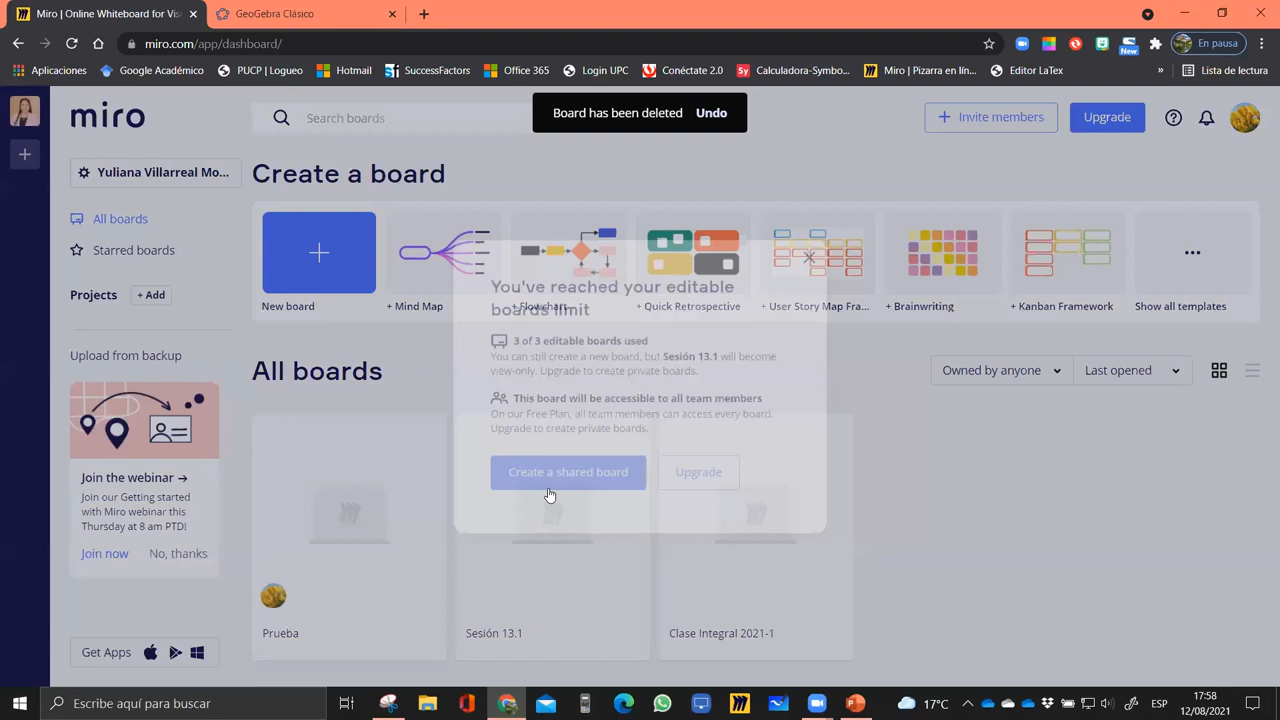 Miro | Online Whiteboard for Vis
GeoGebra Clásico
miro.com/app/dashboard/
New
En pausa
Aplicaciones
Google Académico
PUCP | Logueo
Hotmail
SuccessFactors
Office 365
Login UPC
Conéctate 2.0
Calculadora-Symbo...
Miro | Pizarra en lín...
Editor LaTex
»
Lista de lectura
miro
Search boards
Board has been deleted Undo
+ Invite members
Upgrade
Yuliana Villarreal Mo...
Create a board
All boards
Starred boards
Projects
+ Add
New board
+ Mind Map
+ Flowchart
+ Quick Retrospective
+ User Story Map Fra...
+ Brainwriting
+ Kanban Framework
Show all templates
You've reached your editable
boards limit
3 of 3 editable boards used
You can still create a new board, but Sesión 13.1 will become
view-only. Upgrade to create private boards.
This board will be accessible to all team members
On our Free Plan, all team members can access every board.
Upgrade to create private boards.
Create a shared board
Upgrade
All boards
Owned by anyone
Last opened
Upload from backup
Join the webinar →
Join our Getting started
with Miro webinar this
Thursday at 8 am PTD!
Join now No, thanks
Prueba
Sesión 13.1
Clase Integral 2021-1
Get Apps
Escribe aquí para buscar
17°C
ESP
17:58
12/08/2021